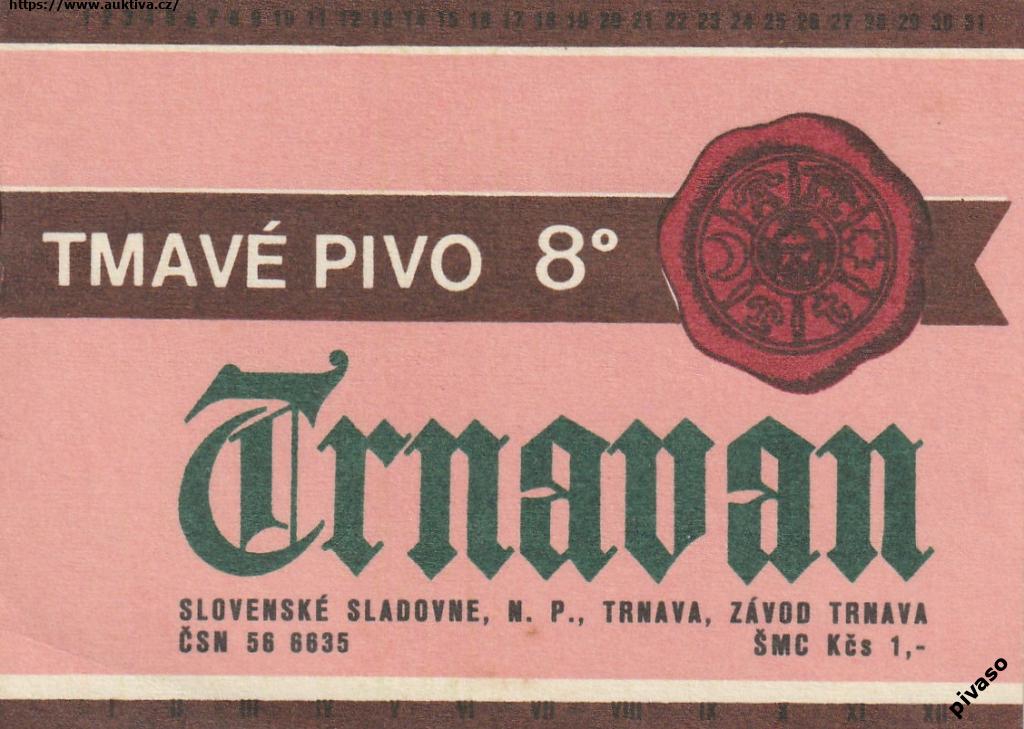 https://www.auktiva.cz/
1 2 3 4 5 6 7 8 9 10 11 12 13 14 15 16 17 18 19 20 21 22 23 24 25 26 27 28 29 30 31
TMAVÉ PIVO 8°
Trnavan
SLOVENSKÉ SLADOVNE, N. P., TRNAVA, ZÁVOD TRNAVA
ČSN 56 6635 ŠMC Kčs 1,-
I II III IV V VI VII VIII IX X XI XII
pivaso